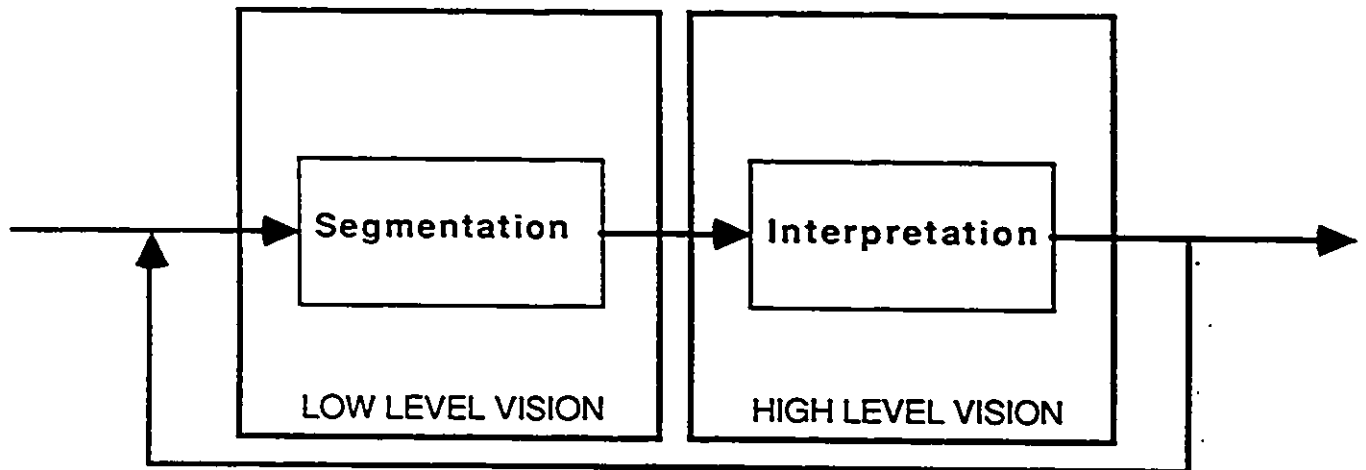 Segmentation
Interpretation
LOW LEVEL VISION
HIGH LEVEL VISION